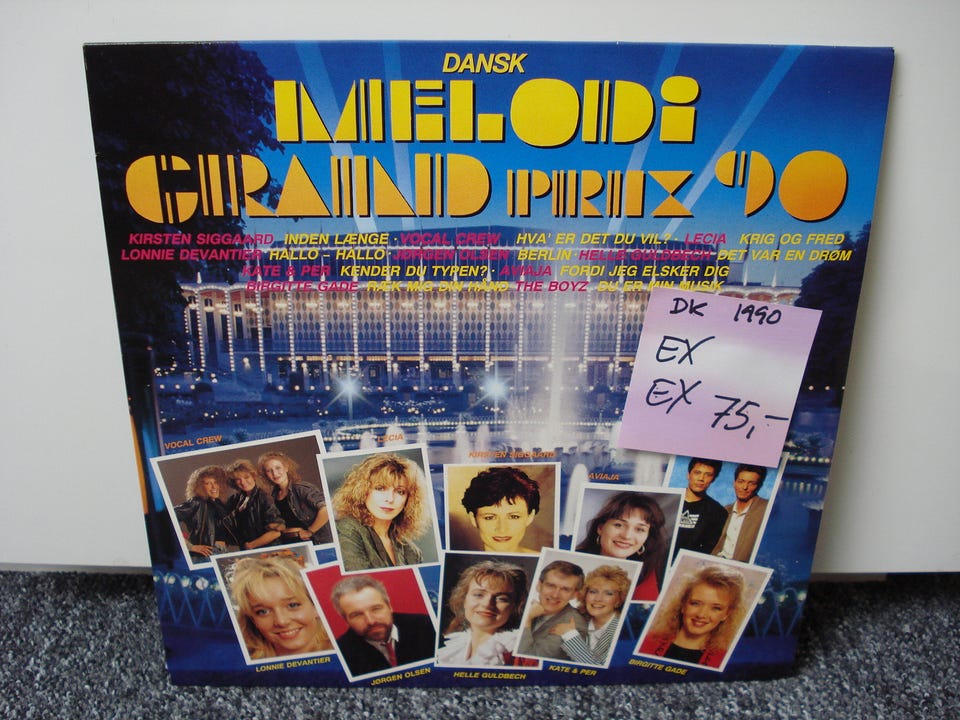 DANSK
MELODi
GRAND PRIX '90
KIRSTEN SIGGAARD INDEN LÆNGE · VOCAL CREW HVA' ER DET DU VIL? · LECIA KRIG OG FRED
LONNIE DEVANTIER HALLO - HALLO · JØRGEN OLSEN BERLIN · HELLE GULDBECH DET VAR EN DRØM
KATE & PER KENDER DU TYPEN? · AVIAJA FORDI JEG ELSKER DIG
BIRGITTE GADE RÆK MIG DIN HÅND THE BOYZ DU ER MIN MUSIK
DK 1990
EX
EX 75,-
VOCAL CREW
LECIA
KIRSTEN SIGGAARD
AVIAJA
LONNIE DEVANTIER
JØRGEN OLSEN
HELLE GULDBECH
KATE & PER
BIRGITTE GADE